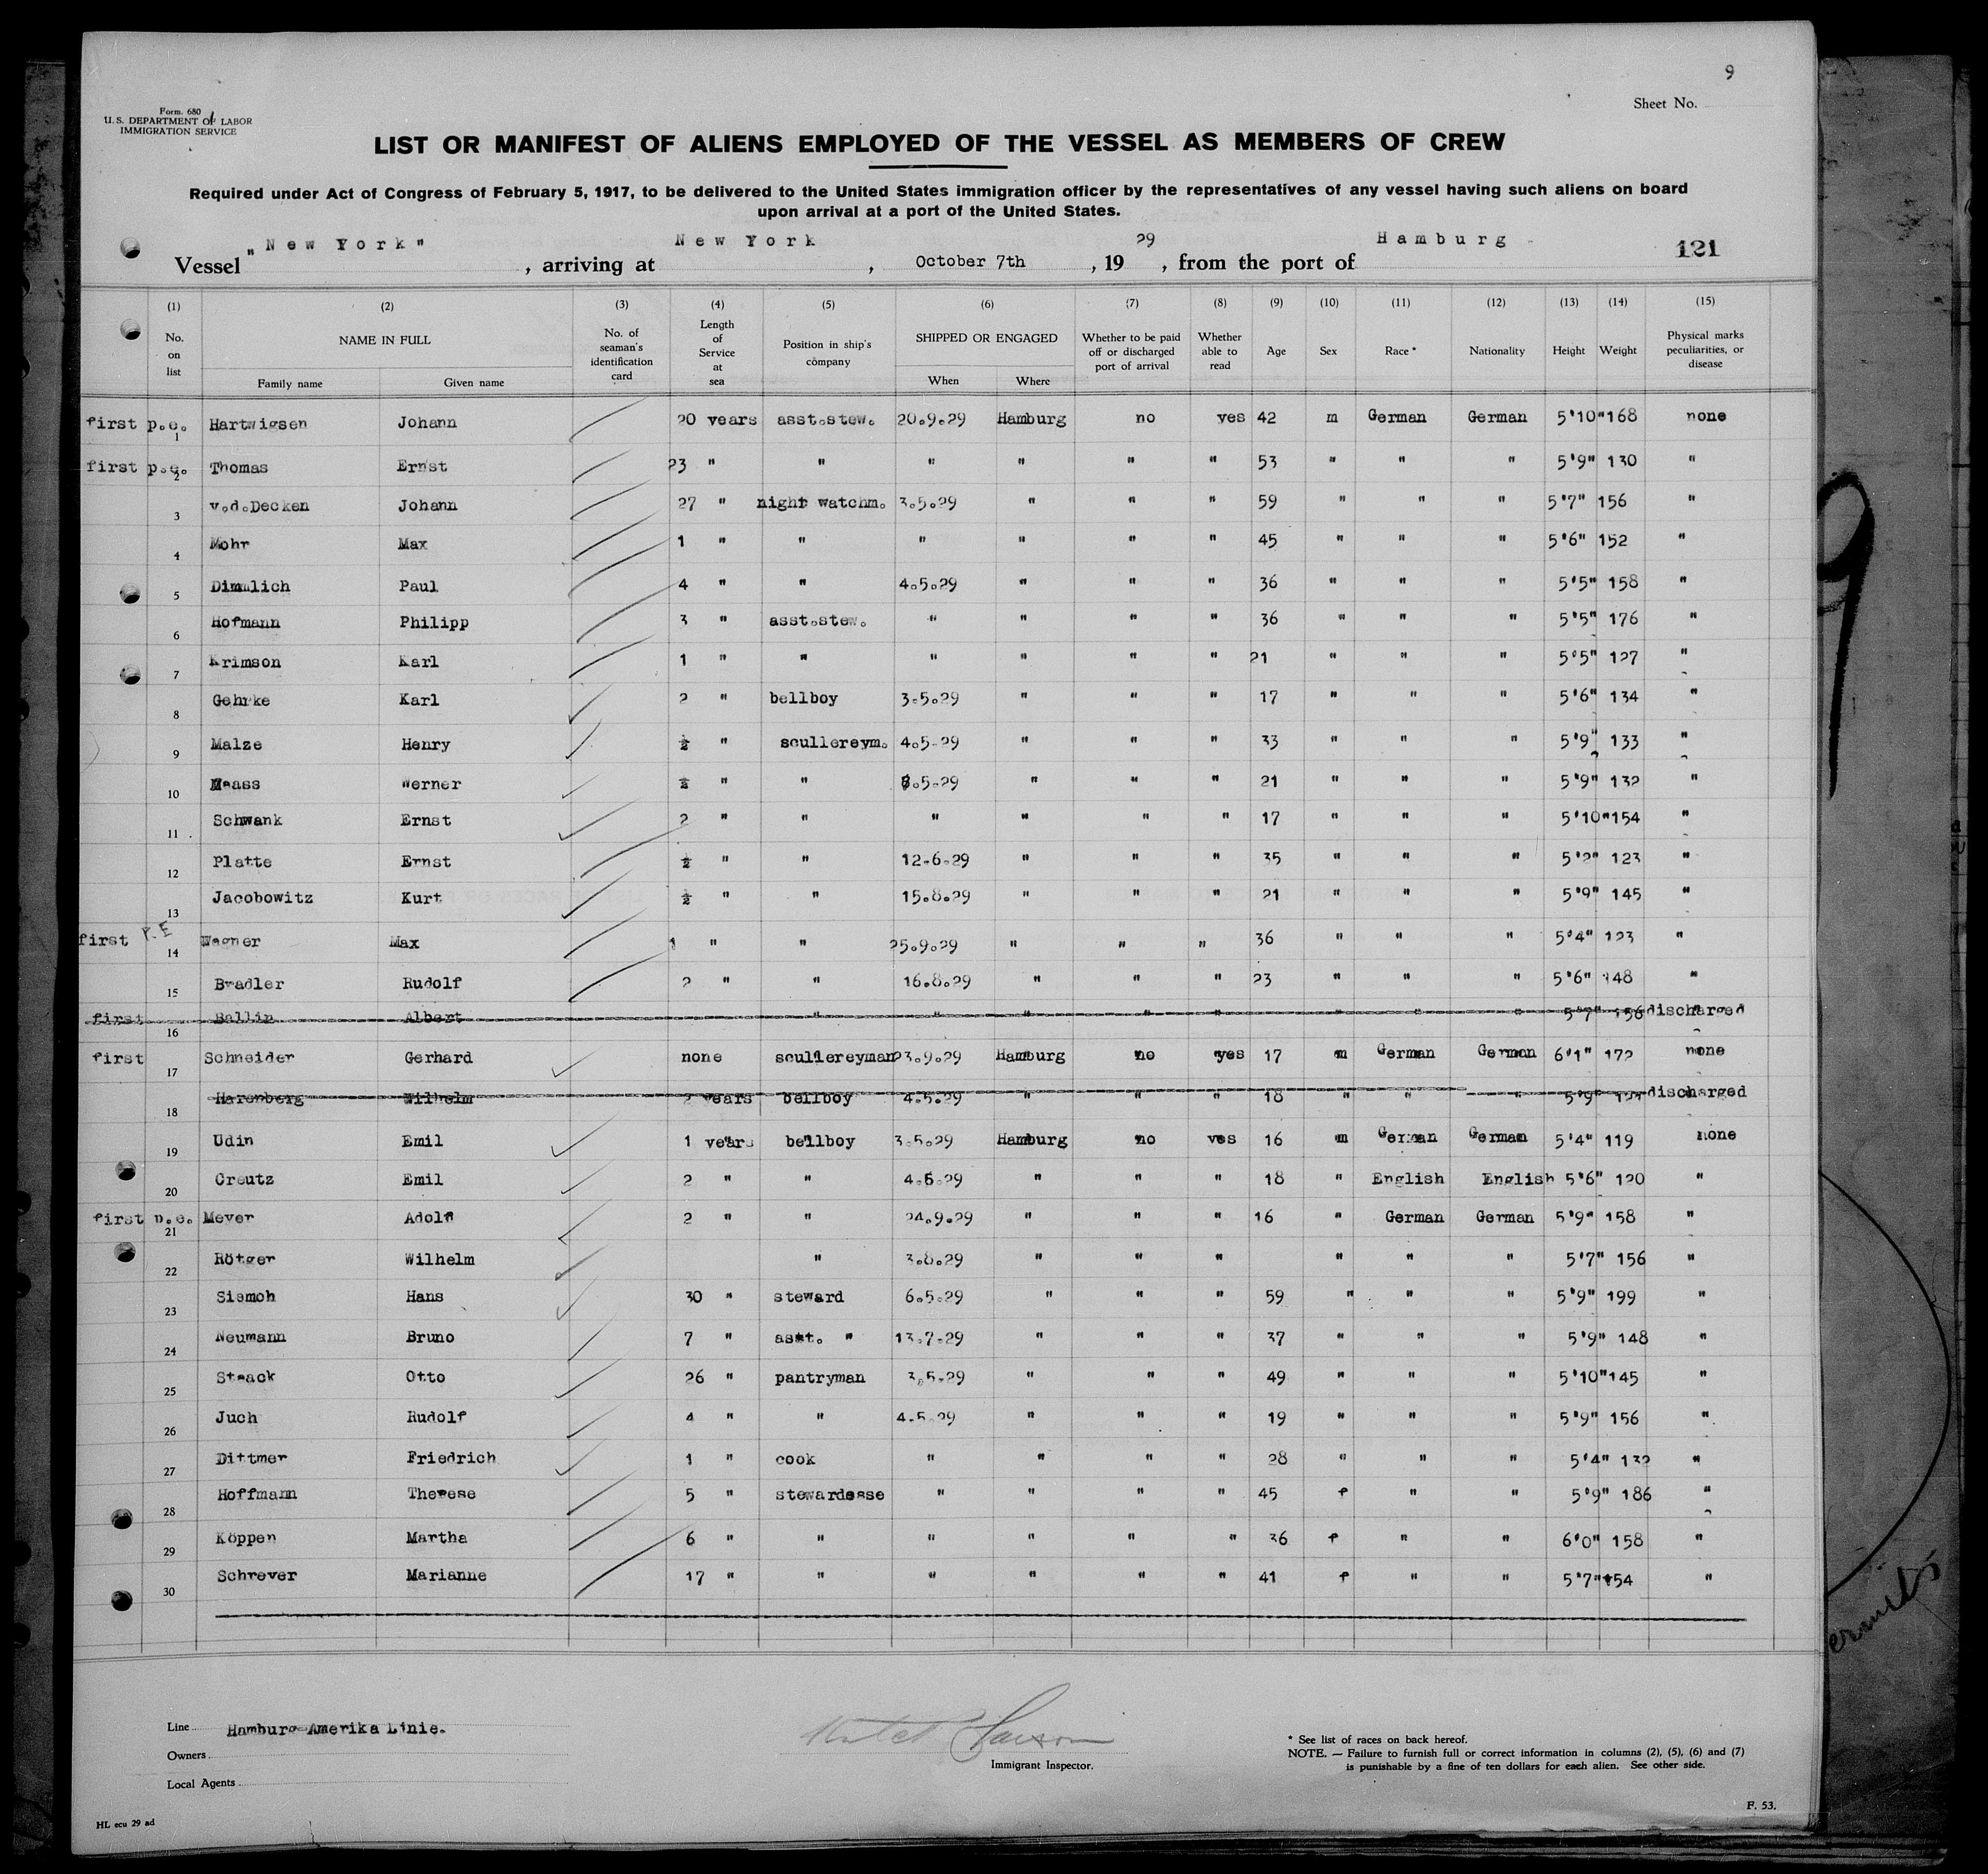 9
Sheet No.
Form. 680
U. S. DEPARTMENT OF LABOR
IMMIGRATION SERVICE
LIST OR MANIFEST OF ALIENS EMPLOYED OF THE VESSEL AS MEMBERS OF CREW
Required under Act of Congress of February 5, 1917, to be delivered to the United States immigration officer by the representatives of any vessel having such aliens on board
upon arrival at a port of the United States.
Vessel "New York", arriving at New York, October 7th, 1929, from the port of Hamburg 121
(1) (2) (3) (4) (5) (6) (7) (8) (9) (10) (11) (12) (13) (14) (15)
No. on list NAME IN FULL Family name Given name No. of seaman's identification card Length of Service at sea Position in ship's company SHIPPED OR ENGAGED When Where Whether to be paid off or discharged port of arrival Whether able to read Age Sex Race * Nationality Height Weight Physical marks peculiarities, or disease
first p.e. 1 Hartwigsen Johann 20 years asst.stew. 20.9.29 Hamburg no yes 42 m German German 5'10" 168 none
first p.e. 2 Thomas Ernst 23 " " " " " " 53 " " " 5'9" 130 "
3 v.d.Decken Johann 27 " night watchm. 3.5.29 " " " 59 " " " 5'7" 156 "
4 Mohr Max 1 " " " " " " 45 " " " 5'6" 152 "
5 Dimmlich Paul 4 " " 4.5.29 " " " 36 " " " 5'5" 158 "
6 Hofmann Philipp 3 " asst.stew. " " " " 36 " " " 5'5" 176 "
7 Krimson Karl 1 " " " " " " 21 " " " 5'5" 127 "
8 Gehrke Karl 2 " bellboy 3.5.29 " " " 17 " " " 5'6" 134 "
9 Malze Henry ½ " scullereym. 4.5.29 " " " 33 " " " 5'9" 133 "
10 Maass Werner ½ " " .5.29 " " " 21 " " " 5'9" 132 "
11 Schwank Ernst 2 " " " " " " 17 " " " 5'10" 154 "
12 Platte Ernst ½ " " 12.6.29 " " " 35 " " " 5'2" 123 "
13 Jacobowitz Kurt ½ " " 15.8.29 " " " 21 " " " 5'9" 145 "
first P.E 14 Wagner Max 1 " " 25.9.29 " " " 36 " " " 5'4" 123 "
15 Bradler Rudolf 2 " " 16.8.29 " " " 23 " " " 5'6" 148 "
first 16 Ballin Albert " " " " " " " " 5'7" 156 discharged
first 17 Schneider Gerhard none scullereyman 23.9.29 Hamburg no yes 17 m German German 6'1" 172 none
18 Harenberg Wilhelm 2 years bellboy 4.5.29 " " " 18 " " " 5'9" discharged
19 Udin Emil 1 years bellboy 3.5.29 Hamburg no yes 16 m German German 5'4" 119 none
20 Creutz Emil 2 " " 4.5.29 " " " 18 " English English 5'6" 120 "
first p.e. 21 Meyer Adolf 2 " " 24.9.29 " " " 16 " German German 5'9" 158 "
22 Rötger Wilhelm " 3.8.29 " " " " " " 5'7" 156 "
23 Siemoh Hans 30 " steward 6.5.29 " " " 59 " " " 5'9" 199 "
24 Neumann Bruno 7 " asst. " 13.7.29 " " " 37 " " " 5'9" 148 "
25 Staack Otto 26 " pantryman 3.5.29 " " " 49 " " " 5'10" 145 "
26 Juch Rudolf 4 " " 4.5.29 " " " 19 " " " 5'9" 156 "
27 Dittmer Friedrich 1 " cook " " " " 28 " " " 5'4" 132 "
28 Hoffmann Therese 5 " stewardesse " " " " 45 f " " 5'9" 186 "
29 Köppen Martha 6 " " " " " " 36 f " " 6'0" 158 "
30 Schreyer Marianne 17 " " " " " " 41 f " " 5'7" 154 "
Line Hamburg-Amerika Linie.
Owners
Local Agents
Immigrant Inspector.
* See list of races on back hereof.
NOTE. — Failure to furnish full or correct information in columns (2), (5), (6) and (7)
is punishable by a fine of ten dollars for each alien. See other side.
F. 53.
HL ecu 29 ad